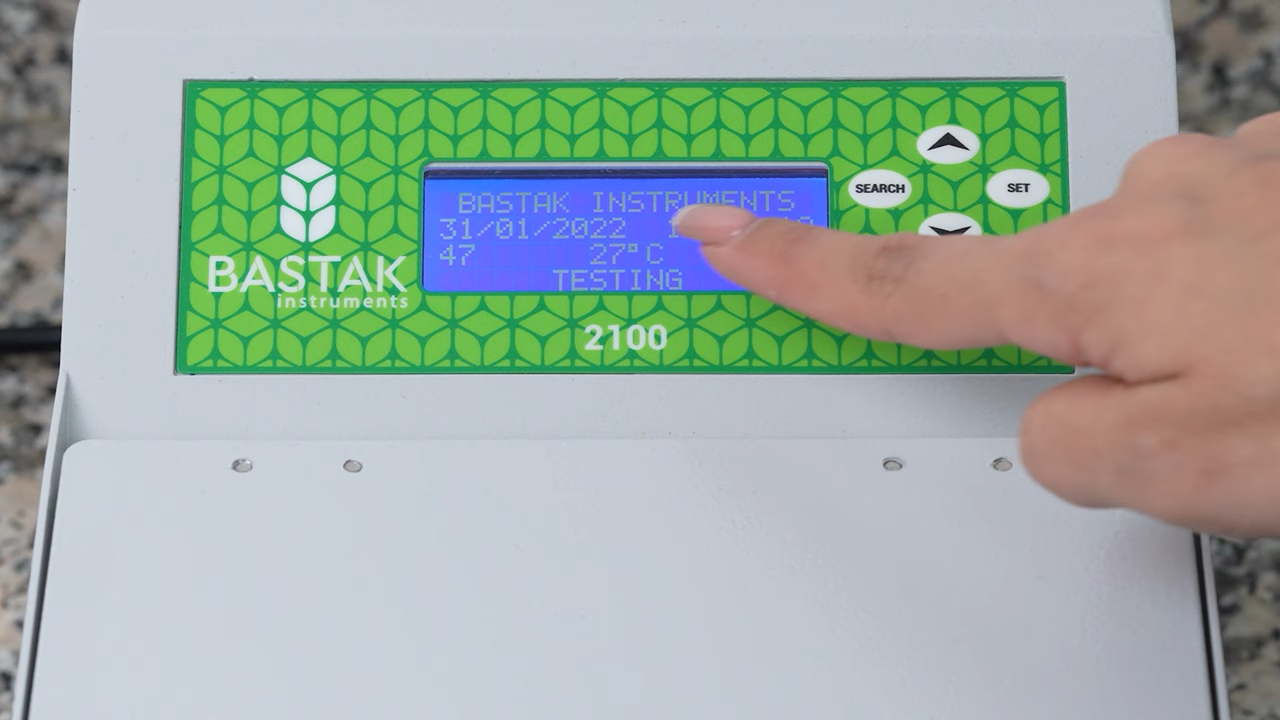 BASTAK INSTRUMENTS
31/01/2022
47 27°C
TESTING
BASTAK
instruments
2100
SEARCH
SET